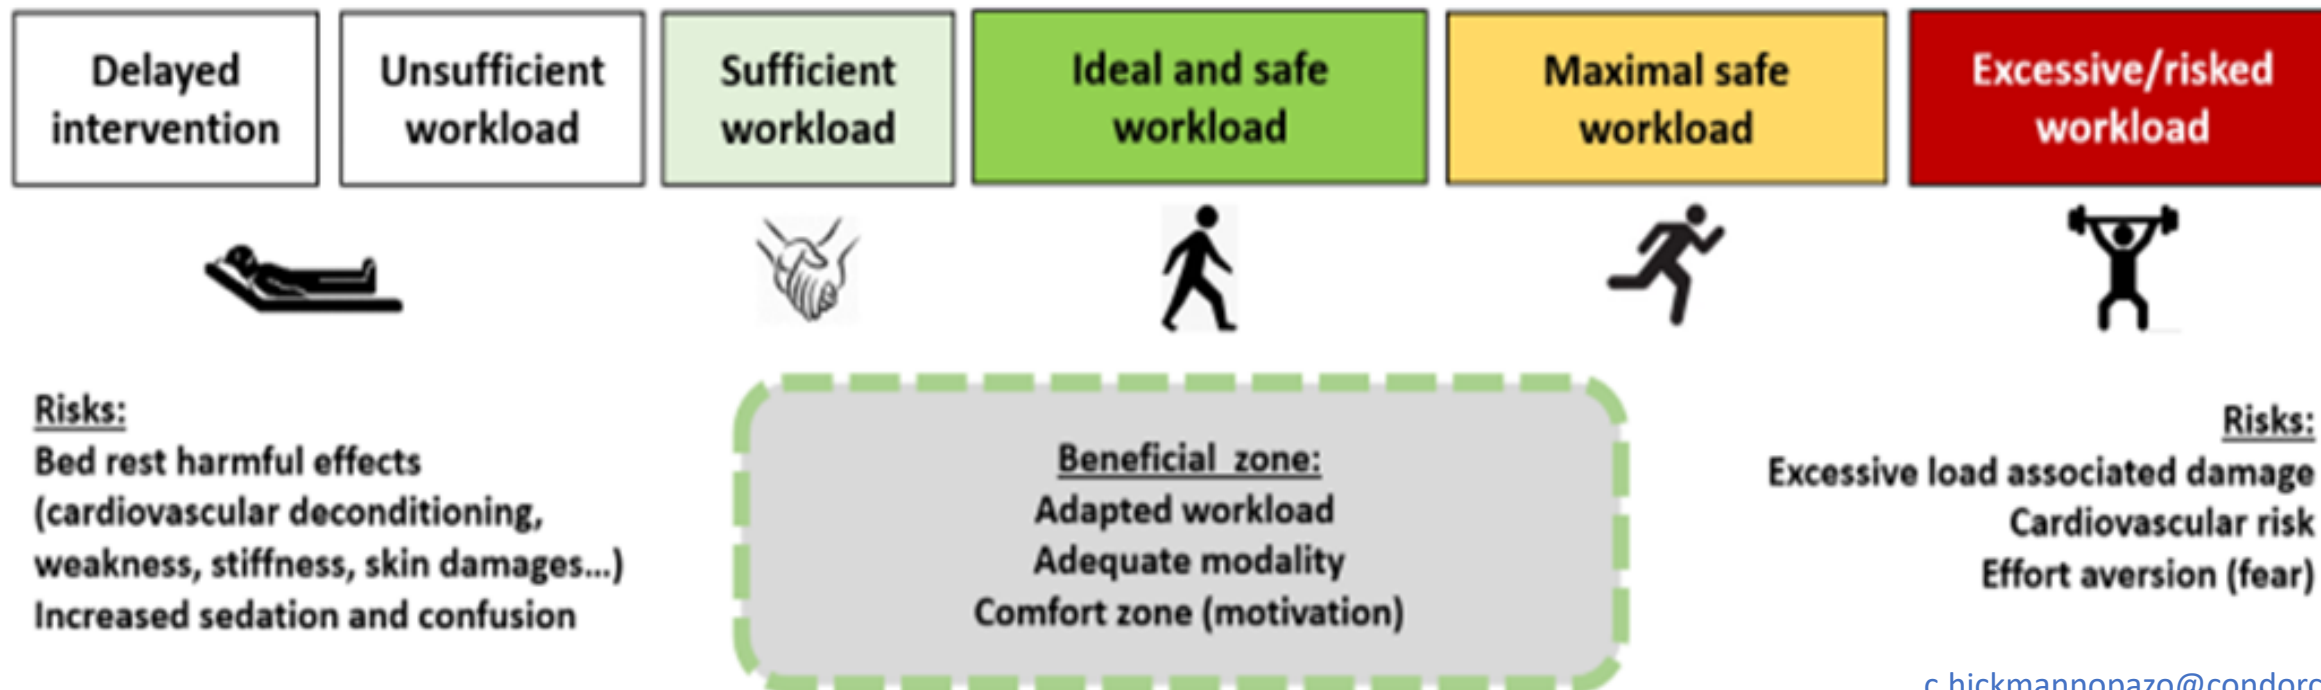 Delayed
intervention
Unsufficient
workload
Sufficient
workload
Ideal and safe
workload
Maximal safe
workload
Excessive/risked
workload
Risks:
Bed rest harmful effects
(cardiovascular deconditioning,
weakness, stiffness, skin damages...)
Increased sedation and confusion
Beneficial zone:
Adapted workload
Adequate modality
Comfort zone (motivation)
Risks:
Excessive load associated damage
Cardiovascular risk
Effort aversion (fear)
c.hickmannopazo@condorc